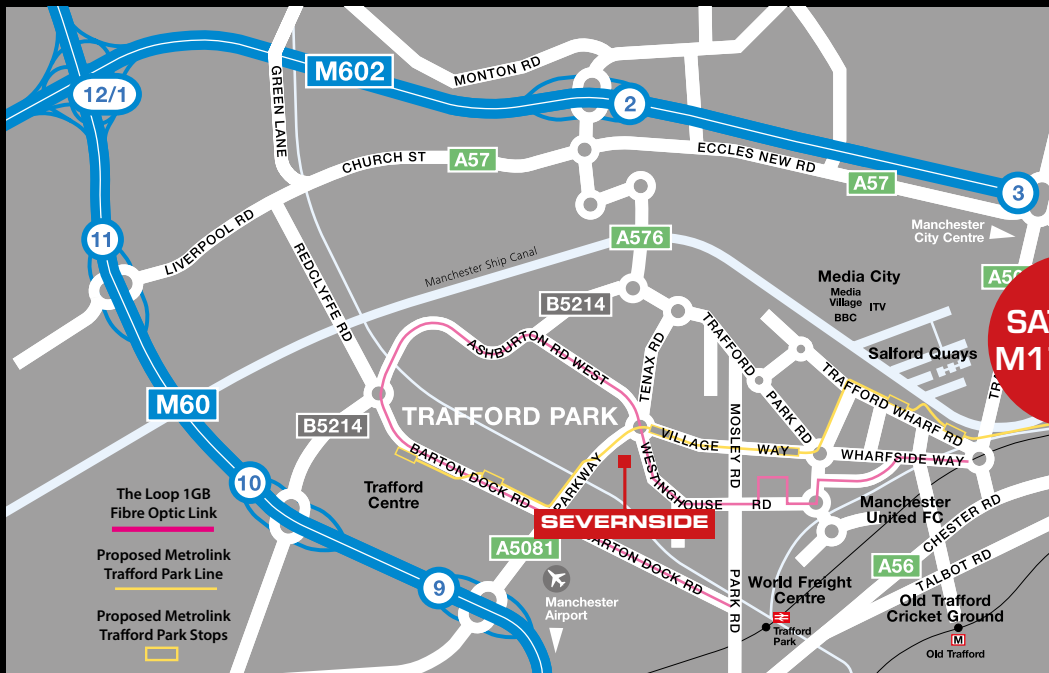 12/1
M602
GREEN LANE
MONTON RD
2
CHURCH ST
A57
ECCLES NEW RD
A57
3
Manchester
City Centre
11
LIVERPOOL RD
REDCLYFFE RD
Manchester Ship Canal
A576
B5214
Media City
Media
Village
ITV
BBC
Salford Quays
M60
B5214
ASHBURTON RD WEST
TENAX RD
TRAFFORD
PARK RD
MOSLEY RD
TRAFFORD WHARF RD
TRAFFORD PARK
VILLAGE WAY
WHARFSIDE WAY
PARKWAY
WESTINGHOUSE RD
BARTON DOCK RD
Trafford
Centre
10
SEVERNSIDE
Manchester
United FC
CHESTER RD
TALBOT RD
A56
A5081
BARTON DOCK RD
PARK RD
9
Manchester
Airport
World Freight
Centre
Trafford
Park
Old Trafford
Cricket Ground
M
Old Trafford
The Loop 1GB
Fibre Optic Link
Proposed Metrolink
Trafford Park Line
Proposed Metrolink
Trafford Park Stops